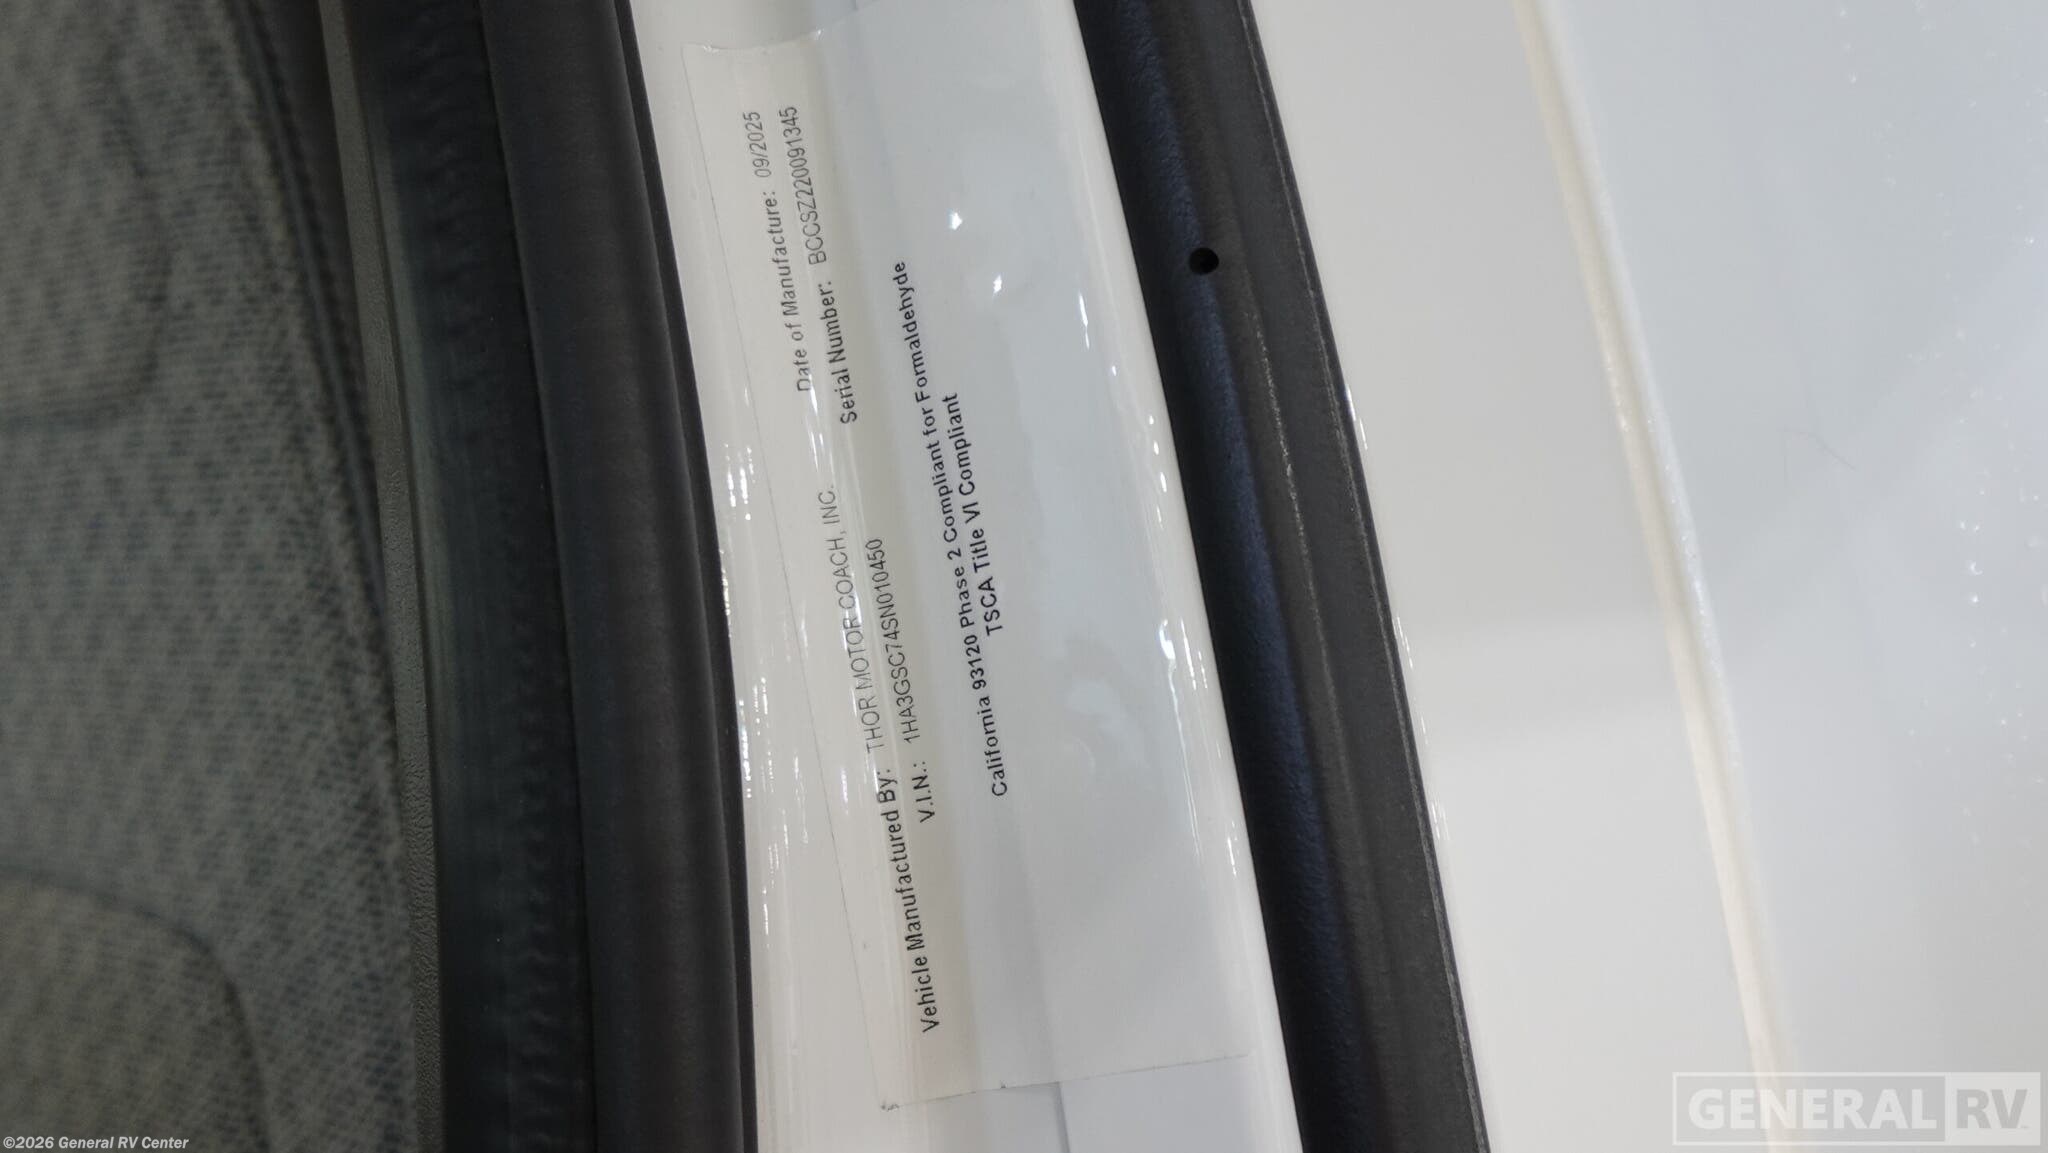 Date of Manufacture: 09/2025
Vehicle Manufactured By: THOR MOTOR COACH, INC. Serial Number: BCCSZ220091345
V.I.N.: 1HA3GSC74SN010450
California 93120 Phase 2 Compliant for Formaldehyde
TSCA Title VI Compliant
GENERAL RV
©2026 General RV Center